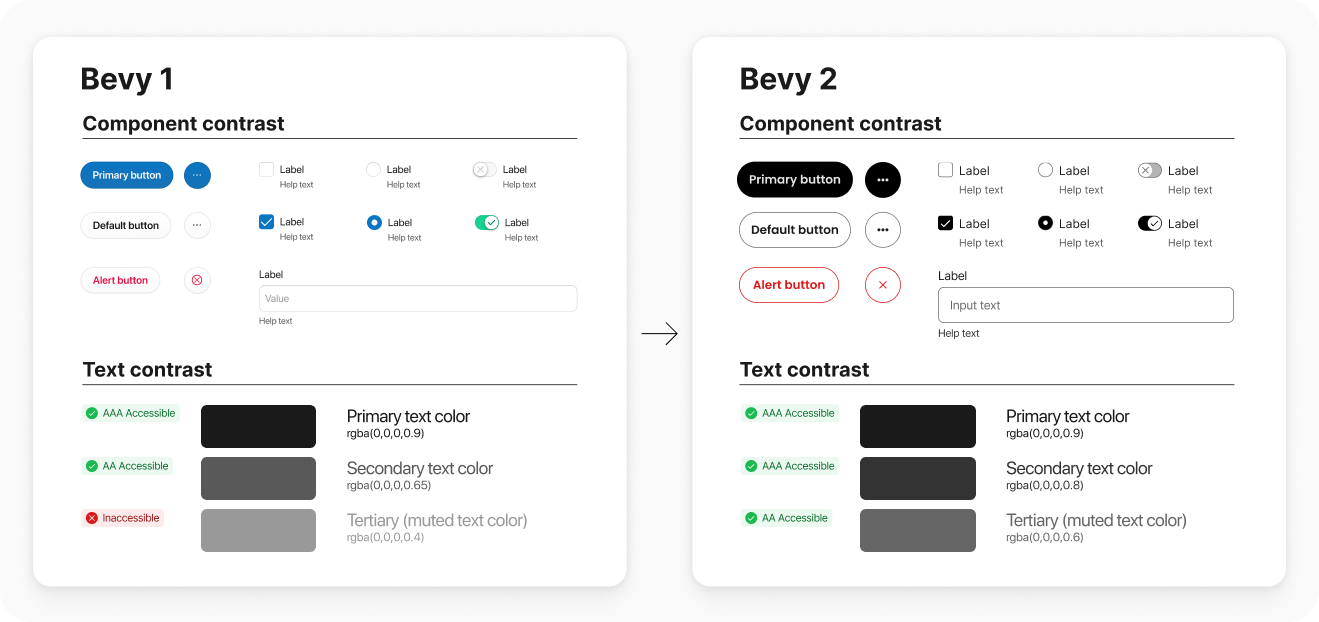 Bevy 1
Component contrast
Primary button
Label
Help text
Label
Help text
Label
Help text
Default button
Label
Help text
Label
Help text
Label
Help text
Alert button
Label
Value
Help text
Text contrast
AAA Accessible
Primary text color
rgba(0,0,0,0.9)
AA Accessible
Secondary text color
rgba(0,0,0,0.65)
Inaccessible
Tertiary (muted text color)
rgba(0,0,0,0.4)
Bevy 2
Component contrast
Primary button
Label
Help text
Label
Help text
Label
Help text
Default button
Label
Help text
Label
Help text
Label
Help text
Alert button
Label
Input text
Help text
Text contrast
AAA Accessible
Primary text color
rgba(0,0,0,0.9)
AAA Accessible
Secondary text color
rgba(0,0,0,0.8)
AA Accessible
Tertiary (muted text color)
rgba(0,0,0,0.6)